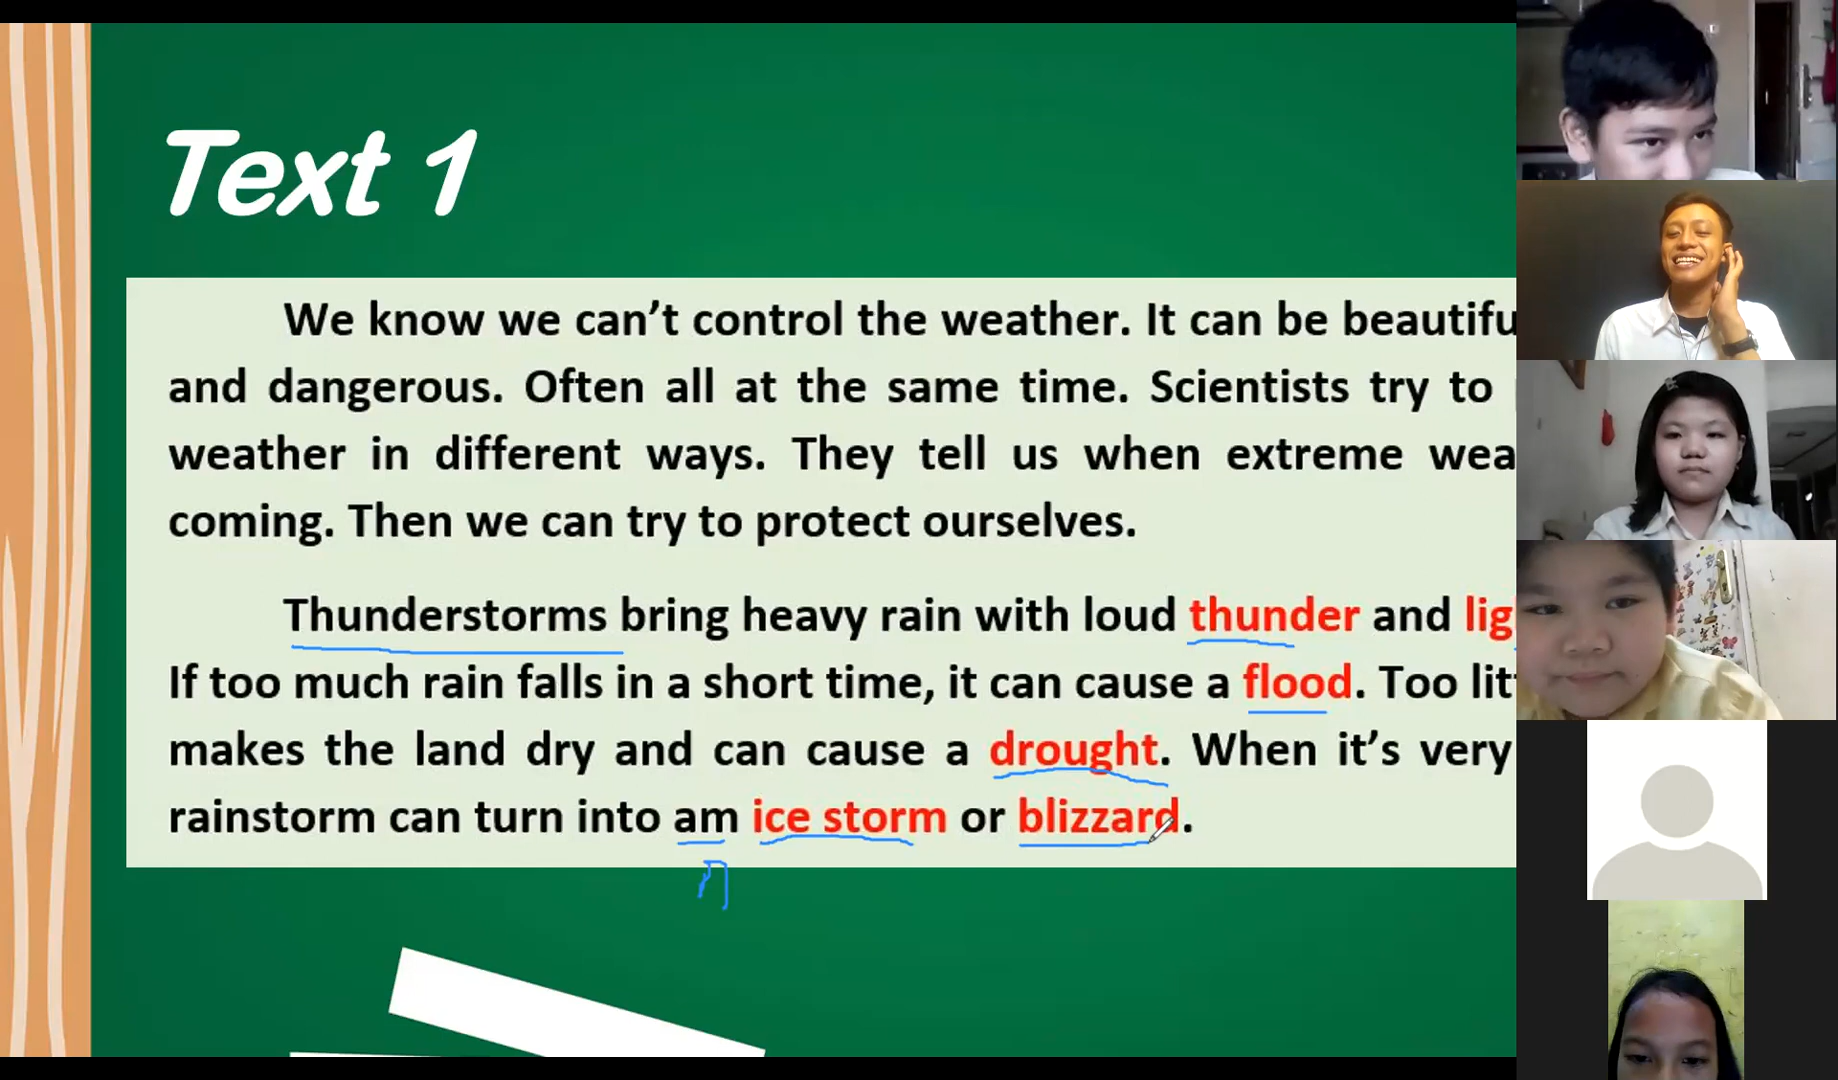 Text 1
We know we can't control the weather. It can be
and dangerous. Often all at the same time. Scientists try to
weather in different ways. They tell us when extreme
coming. Then we can try to protect ourselves.
Thunderstorms bring heavy rain with loud thunder and
If too much rain falls in a short time, it can cause a flood. Too
makes the land dry and can cause a drought. When it's very
rainstorm can turn into am ice storm or blizzard.
n